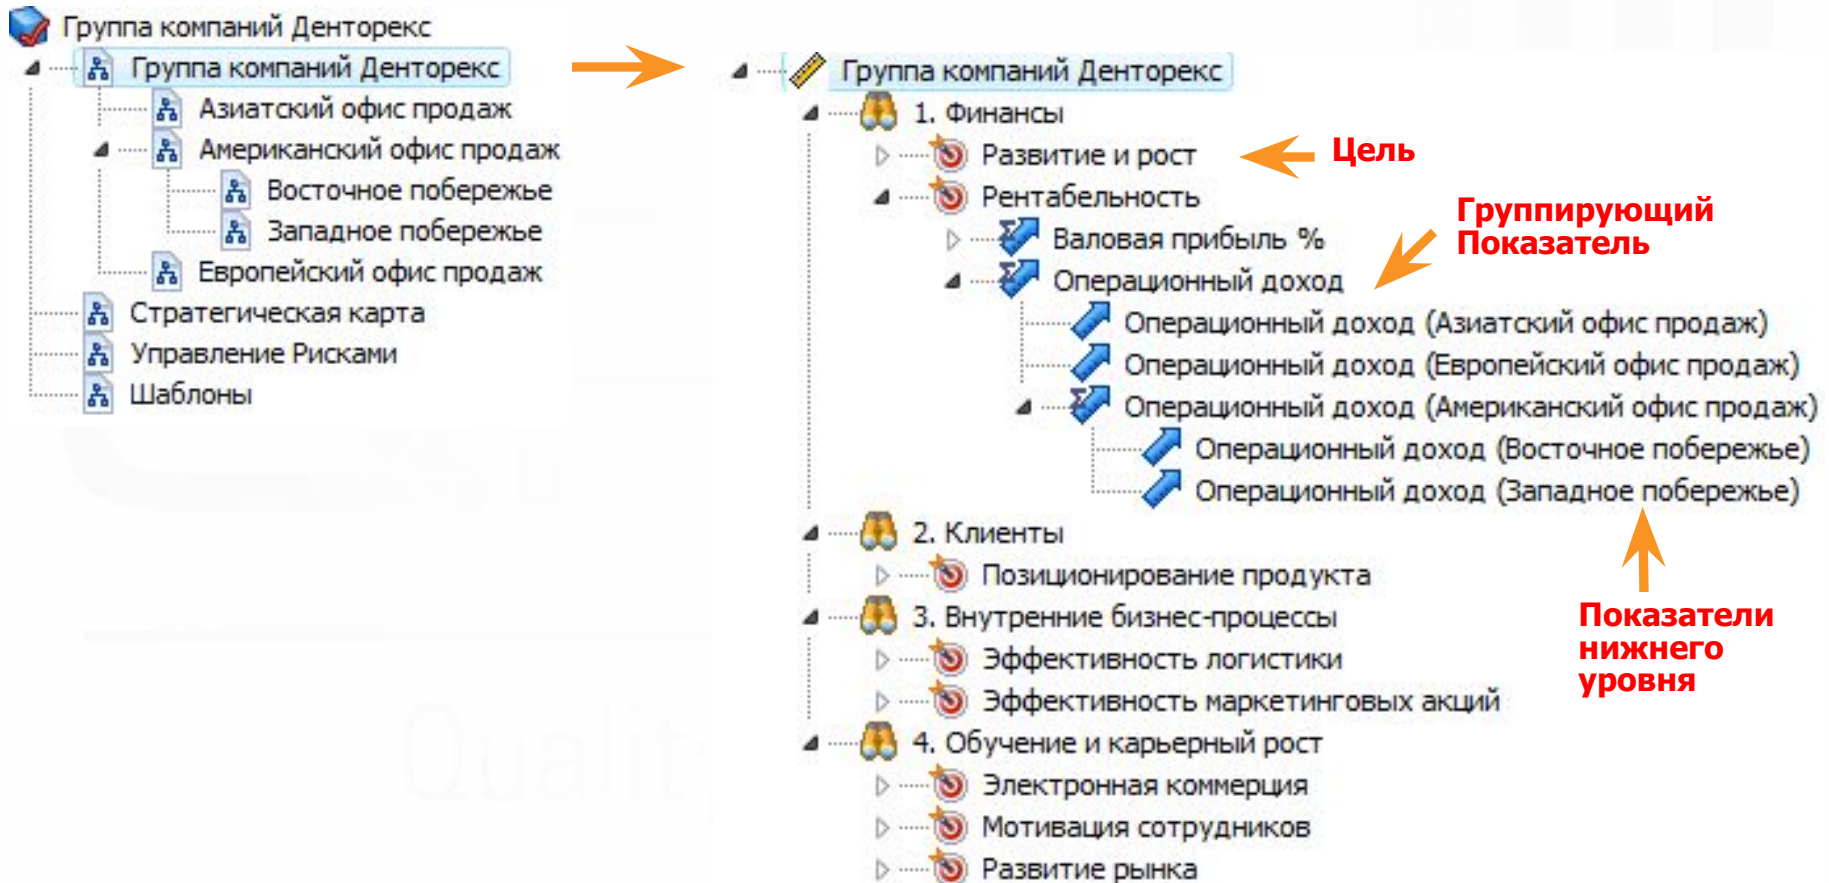 Группа компаний Денторекс
Группа компаний Денторекс
Азиатский офис продаж
Американский офис продаж
Восточное побережье
Западное побережье
Европейский офис продаж
Стратегическая карта
Управление Рисками
Шаблоны
Группа компаний Денторекс
1. Финансы
Развитие и рост
Цель
Рентабельность
Группирующий
Показатель
Валовая прибыль %
Операционный доход
Операционный доход (Азиатский офис продаж)
Операционный доход (Европейский офис продаж)
Операционный доход (Американский офис продаж)
Операционный доход (Восточное побережье)
Операционный доход (Западное побережье)
2. Клиенты
Позиционирование продукта
3. Внутренние бизнес-процессы
Показатели
нижнего
уровня
Эффективность логистики
Эффективность маркетинговых акций
4. Обучение и карьерный рост
Электронная коммерция
Мотивация сотрудников
Развитие рынка
Quality